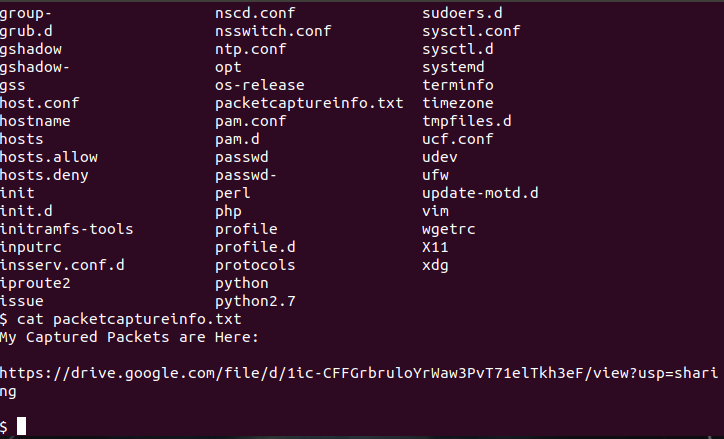 group- nscd.conf sudoers.d
grub.d nsswitch.conf sysctl.conf
gshadow ntp.conf sysctl.d
gshadow- opt systemd
gss os-release terminfo
host.conf packetcaptureinfo.txt timezone
hostname pam.conf tmpfiles.d
hosts pam.d ucf.conf
hosts.allow passwd udev
hosts.deny passwd- ufw
init perl update-motd.d
init.d php vim
initramfs-tools profile wgetrc
inputrc profile.d X11
insserv.conf.d protocols xdg
iproute2 python
issue python2.7
$ cat packetcaptureinfo.txt
My Captured Packets are Here:
https://drive.google.com/file/d/1ic-CFFGrbruloYrWaw3PvT71elTkh3eF/view?usp=shari
ng
$